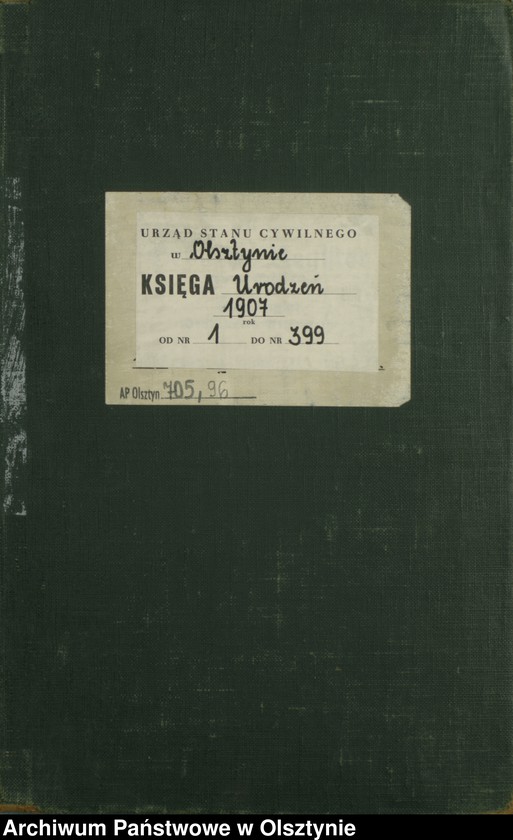 URZĄD STANU CYWILNEGO
w Olsztynie
KSIĘGA Urodzeń
1907
rok
OD NR 1 DO NR 399
AP Olsztyn 705, 96
Archiwum Państwowe w Olsztynie